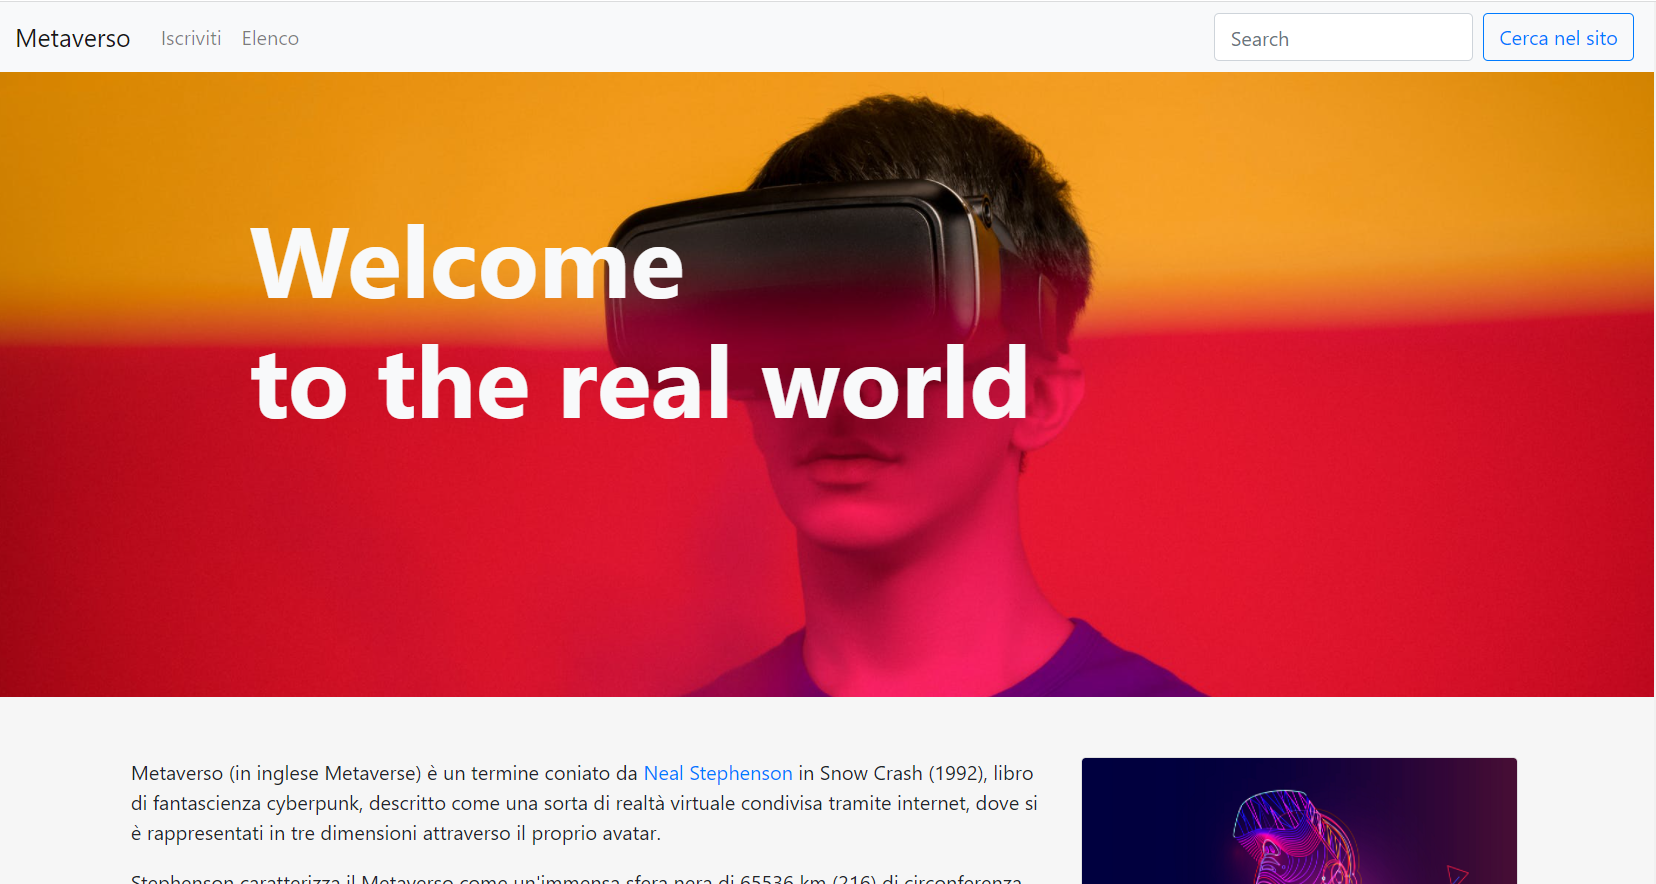 Metaverso Iscriviti Elenco Search Cerca nel sito
Welcome
to the real world
Metaverso (in inglese Metaverse) è un termine coniato da Neal Stephenson in Snow Crash (1992), libro
di fantascienza cyberpunk, descritto come una sorta di realtà virtuale condivisa tramite internet, dove si
è rappresentati in tre dimensioni attraverso il proprio avatar.
Stephenson caratterizza il Metaverso come un'immensa sfera nera di 65536 km (216) di circonferenza,